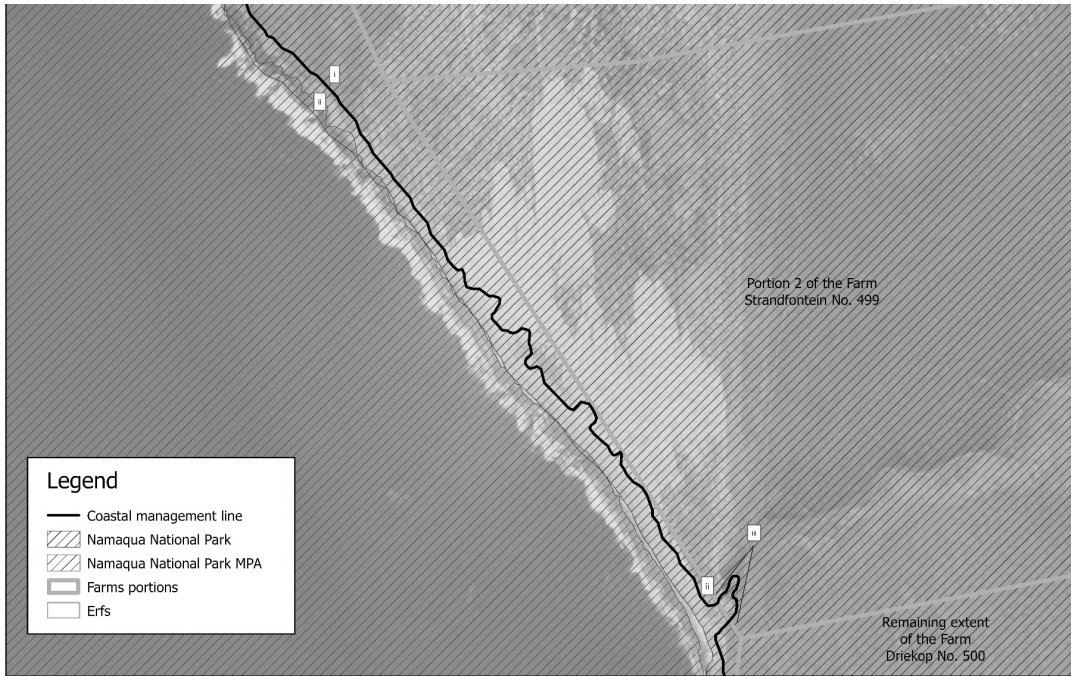 i
ii
Portion 2 of the Farm
Strandfontein No. 499
Legend
Coastal management line
Namaqua National Park
Namaqua National Park MPA
Farms portions
Erfs
iii
ii
Remaining extent
of the Farm
Driekop No. 500